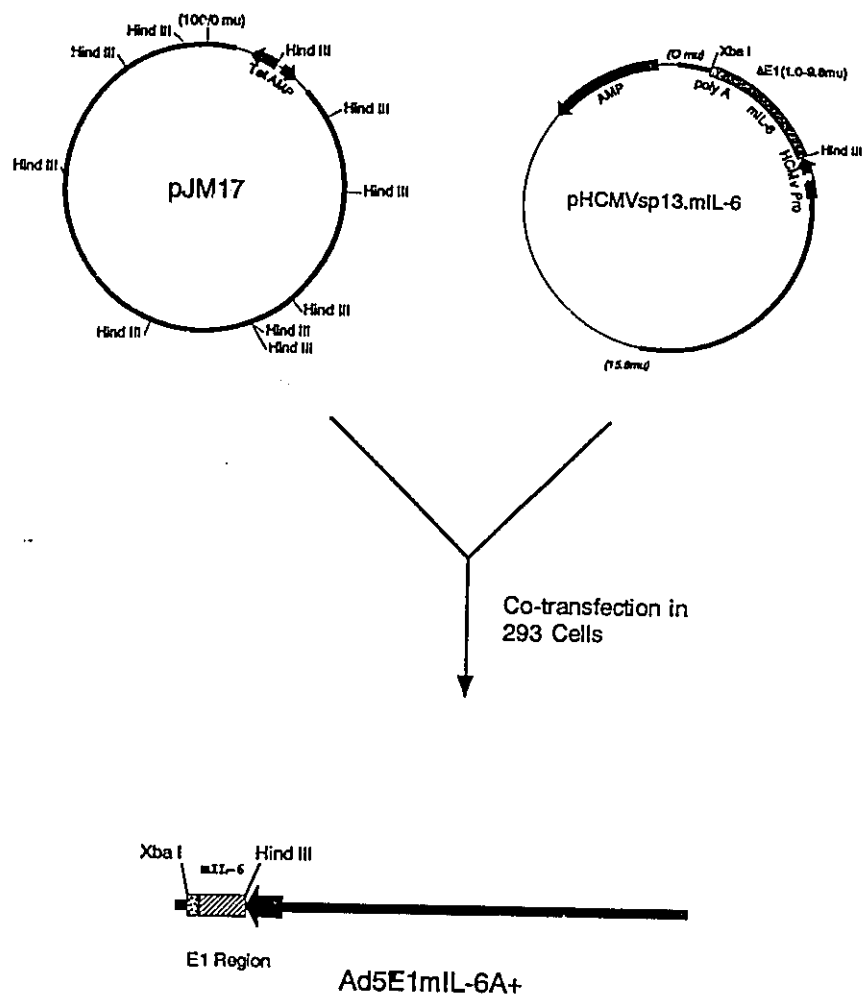 (100/0 mu)
Hind III
Hind III
Hind III
Tet AMP
Hind III
Hind III
Hind III
pJM17
Hind III
Hind III
Hind III
Hind III
(0 mu)
Xba I
ΔE1(1.0-9.8mu)
AMP
poly A
mIL-6
Hind III
HCMV Pro
pHCMVsp13.mIL-6
(15.8mu)
Co-transfection in
293 Cells
Xba I
mIL-6
Hind III
E1 Region
Ad5E1mIL-6A+